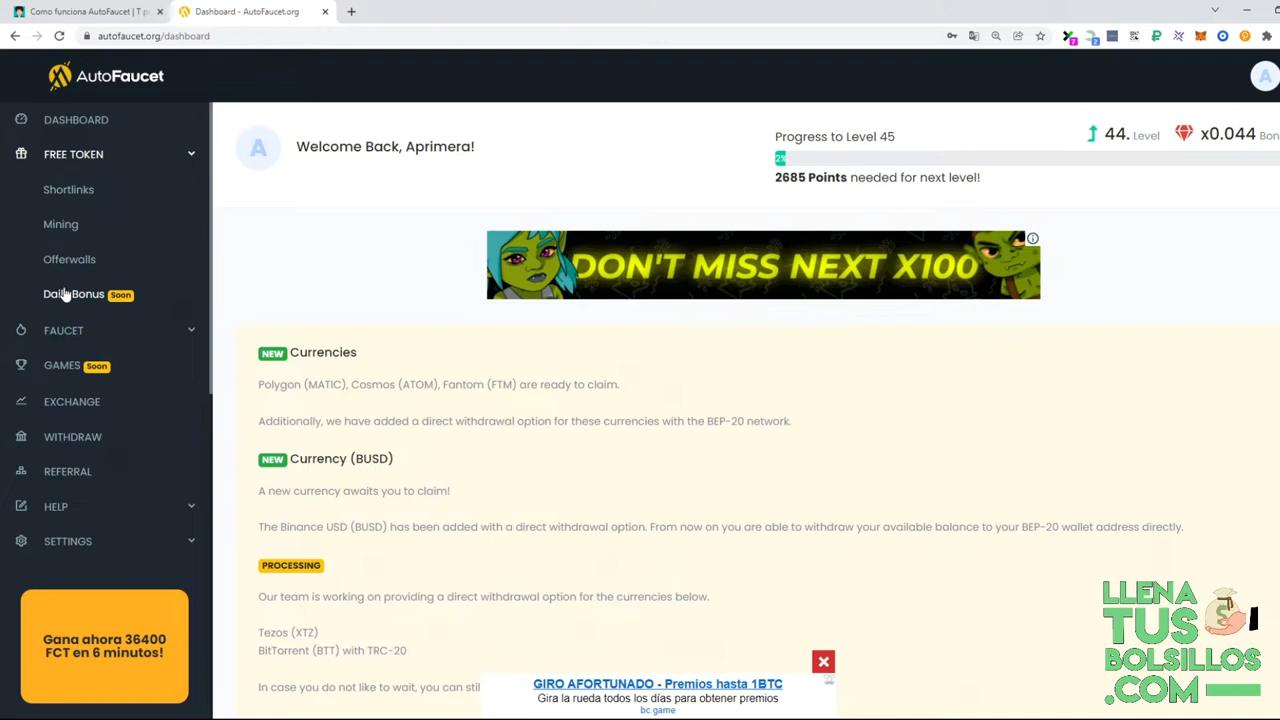 Como funciona AutoFaucet | T p
Dashboard - AutoFaucet.org
autofaucet.org/dashboard
7
2
AutoFaucet
A
DASHBOARD
FREE TOKEN
Shortlinks
Mining
Offerwalls
Daily Bonus Soon
FAUCET
GAMES Soon
EXCHANGE
WITHDRAW
REFERRAL
HELP
SETTINGS
Gana ahora 36400
FCT en 6 minutos!
A
Welcome Back, Aprimera!
Progress to Level 45
44. Level
x0.044 Bon
2%
2685 Points needed for next level!
DON'T MISS NEXT X100
NEW Currencies
Polygon (MATIC), Cosmos (ATOM), Fantom (FTM) are ready to claim.
Additionally, we have added a direct withdrawal option for these currencies with the BEP-20 network.
NEW Currency (BUSD)
A new currency awaits you to claim!
The Binance USD (BUSD) has been added with a direct withdrawal option. From now on you are able to withdraw your available balance to your BEP-20 wallet address directly.
PROCESSING
Our team is working on providing a direct withdrawal option for the currencies below.
Tezos (XTZ)
BitTorrent (BTT) with TRC-20
In case you do not like to wait, you can stil
GIRO AFORTUNADO - Premios hasta 1BTC
Gira la rueda todos los días para obtener premios
bc.game
LLENA
TUS
BOLSILLOS
.COM